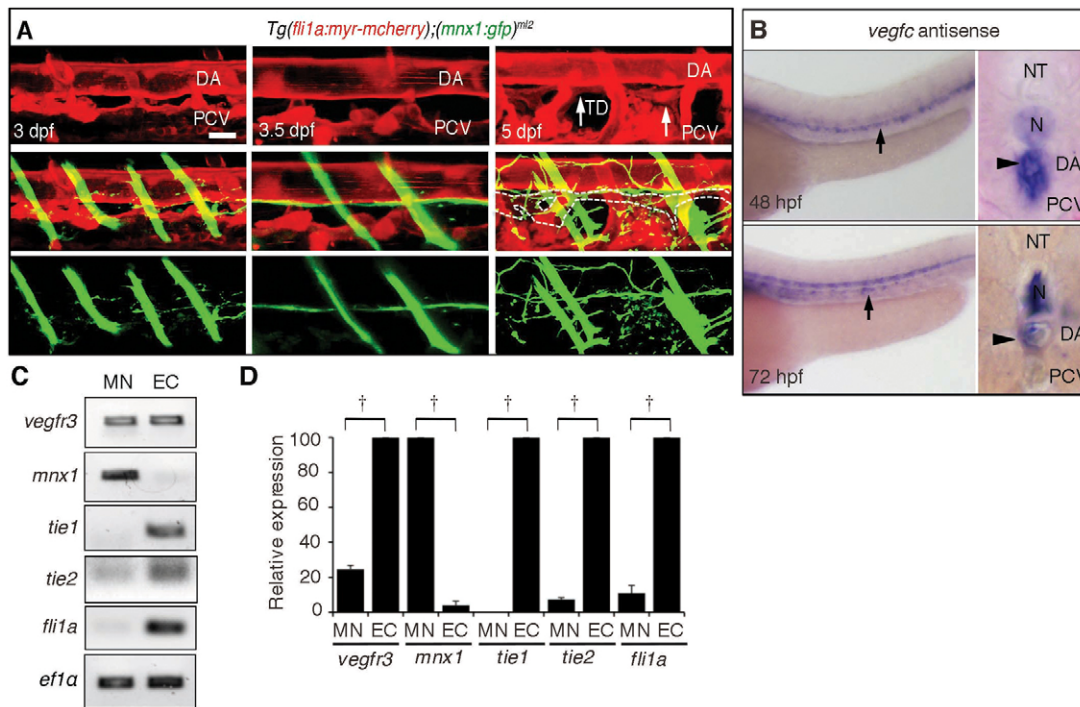 A
Tg(fli1a:myr-mcherry);(mnx1:gfp)ml2
DA
PCV
3 dpf
DA
PCV
3.5 dpf
TD
DA
PCV
5 dpf
B
vegfc antisense
48 hpf
NT
N
DA
PCV
72 hpf
NT
N
DA
PCV
C
MN EC
vegfr3
mnx1
tie1
tie2
fli1a
ef1α
D
† † † † †
Relative expression
100
80
60
40
20
0
MN EC MN EC MN EC MN EC MN EC
vegfr3 mnx1 tie1 tie2 fli1a